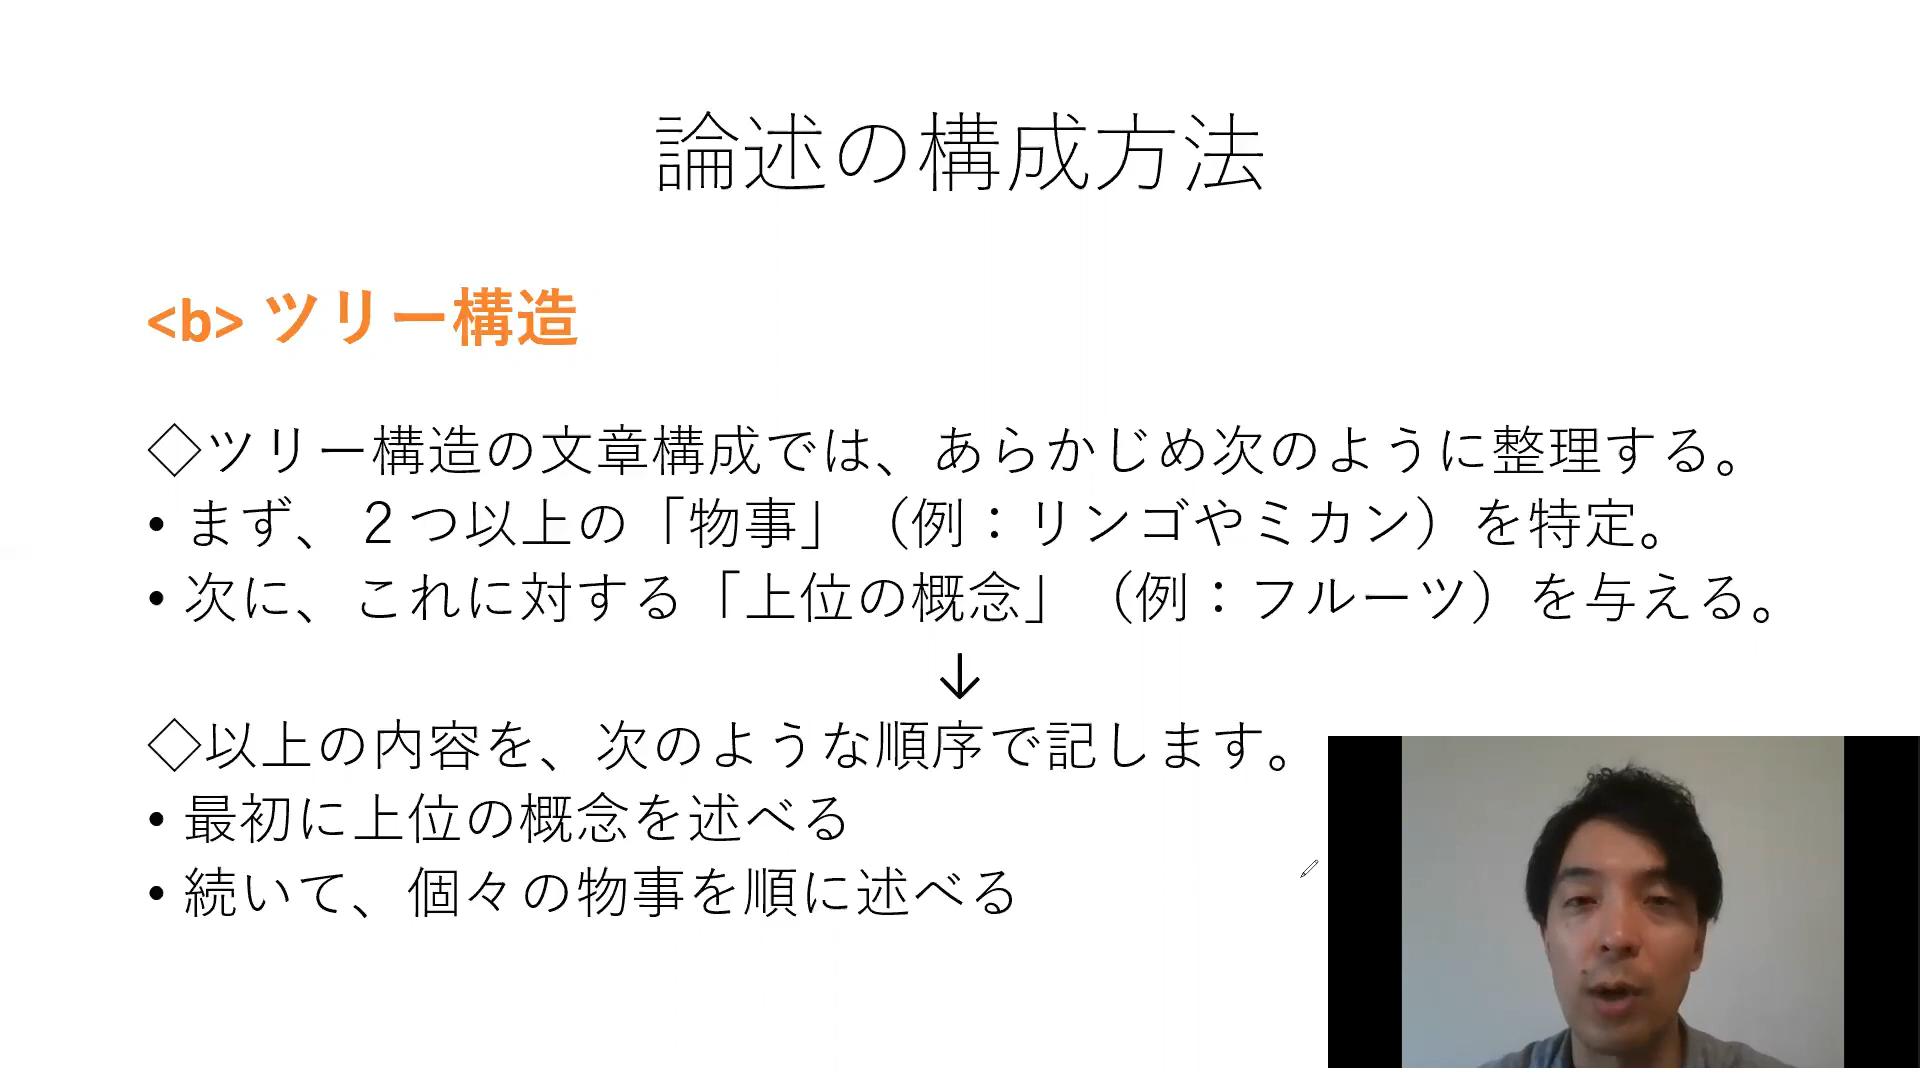 論述の構成方法
<b> ツリー構造
◇ツリー構造の文章構成では、あらかじめ次のように整理する。
• まず、２つ以上の「物事」（例：リンゴやミカン）を特定。
• 次に、これに対する「上位の概念」（例：フルーツ）を与える。
↓
◇以上の内容を、次のような順序で記します。
• 最初に上位の概念を述べる
• 続いて、個々の物事を順に述べる